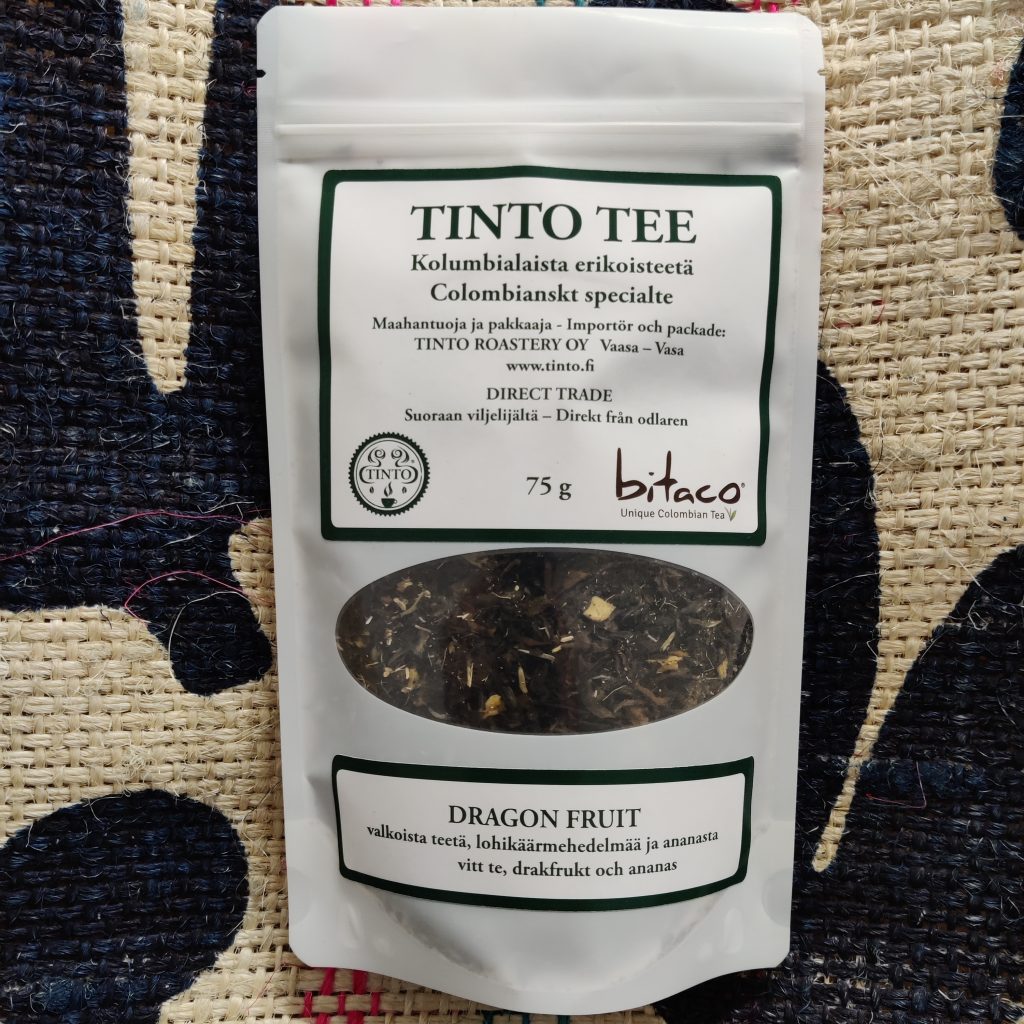 TINTO TEE
Kolumbialaista erikoisteetä
Colombianskt specialte
Maahantuoja ja pakkaaja - Importör och packade:
TINTO ROASTERY OY Vaasa – Vasa
www.tinto.fi
DIRECT TRADE
Suoraan viljelijältä – Direkt från odlaren
TINTO®
75 g
bitaco®
Unique Colombian Tea
DRAGON FRUIT
valkoista teetä, lohikäärmehedelmää ja ananasta
vitt te, drakfrukt och ananas